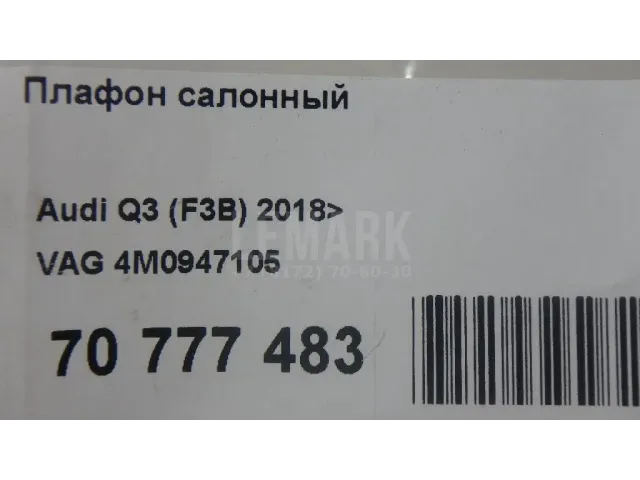 Плафон салонный
Audi Q3 (F3B) 2018>
VAG 4M0947105
70 777 483